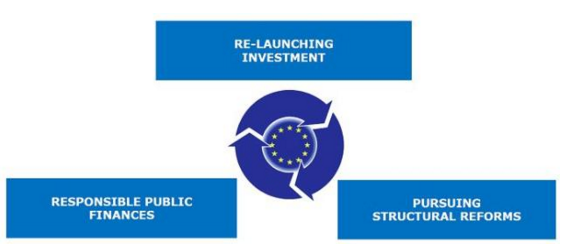 RE-LAUNCHING
INVESTMENT
RESPONSIBLE PUBLIC
FINANCES
PURSUING
STRUCTURAL REFORMS